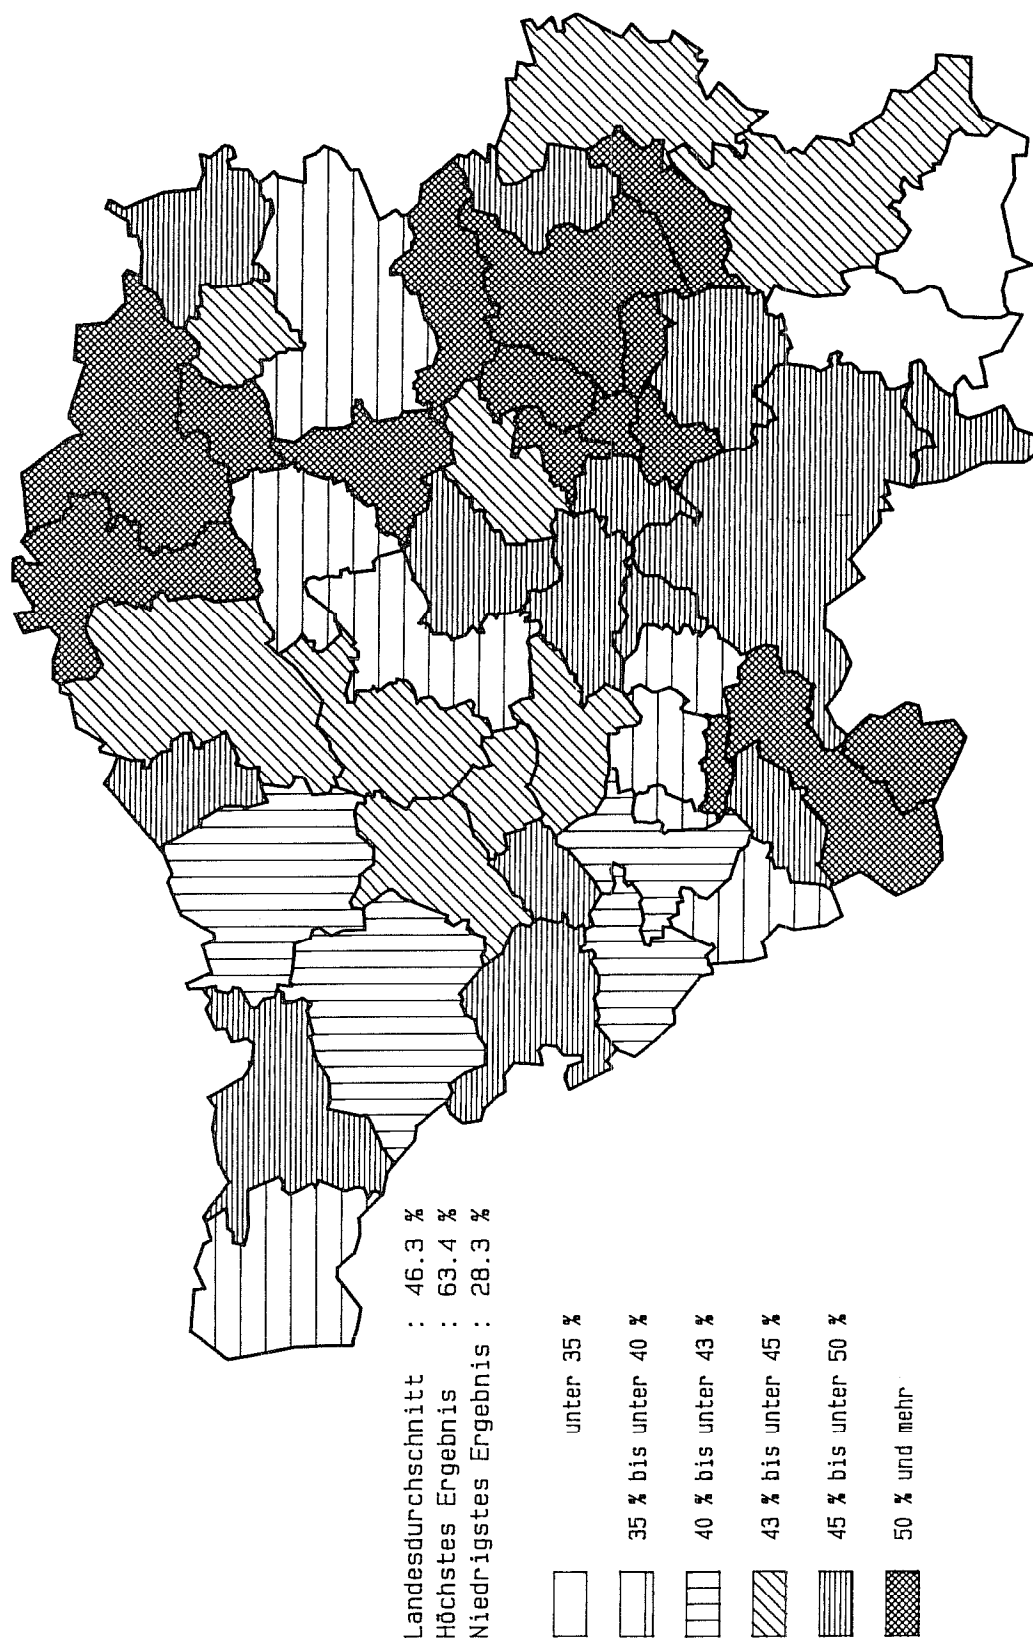 Landesdurchschnitt : 46.3 %
Höchstes Ergebnis : 63.4 %
Niedrigstes Ergebnis : 28.3 %
unter 35 %
35 % bis unter 40 %
40 % bis unter 43 %
43 % bis unter 45 %
45 % bis unter 50 %
50 % und mehr